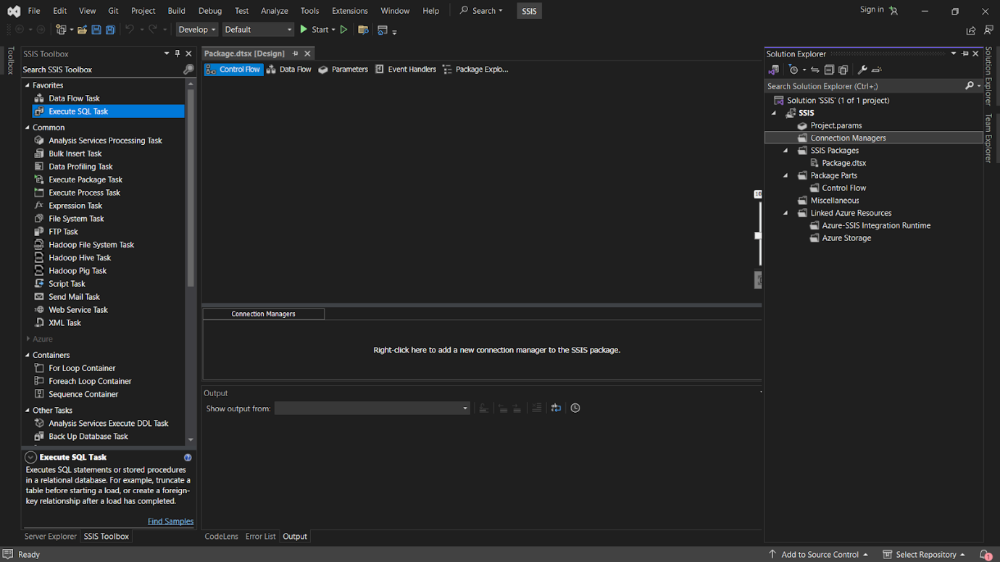 File Edit View Git Project Build Debug Test Analyze Tools Extensions Window Help Search SSIS Sign in
Develop Default Start
Toolbox
SSIS Toolbox
Search SSIS Toolbox
Favorites
Data Flow Task
Execute SQL Task
Common
Analysis Services Processing Task
Bulk Insert Task
Data Profiling Task
Execute Package Task
Execute Process Task
Expression Task
File System Task
FTP Task
Hadoop File System Task
Hadoop Hive Task
Hadoop Pig Task
Script Task
Send Mail Task
Web Service Task
XML Task
Azure
Containers
For Loop Container
Foreach Loop Container
Sequence Container
Other Tasks
Analysis Services Execute DDL Task
Back Up Database Task
Execute SQL Task
Executes SQL statements or stored procedures
in a relational database. For example, truncate a
table before starting a load, or create a foreign-
key relationship after a load has completed.
Find Samples
Server Explorer SSIS Toolbox
Package.dtsx [Design]
Control Flow Data Flow Parameters Event Handlers Package Explo...
10
Connection Managers
Right-click here to add a new connection manager to the SSIS package.
Output
Show output from:
CodeLens Error List Output
Solution Explorer
Search Solution Explorer (Ctrl+;)
Solution 'SSIS' (1 of 1 project)
SSIS
Project.params
Connection Managers
SSIS Packages
Package.dtsx
Package Parts
Control Flow
Miscellaneous
Linked Azure Resources
Azure-SSIS Integration Runtime
Azure Storage
Solution Explorer
Team Explorer
Ready Add to Source Control Select Repository 1